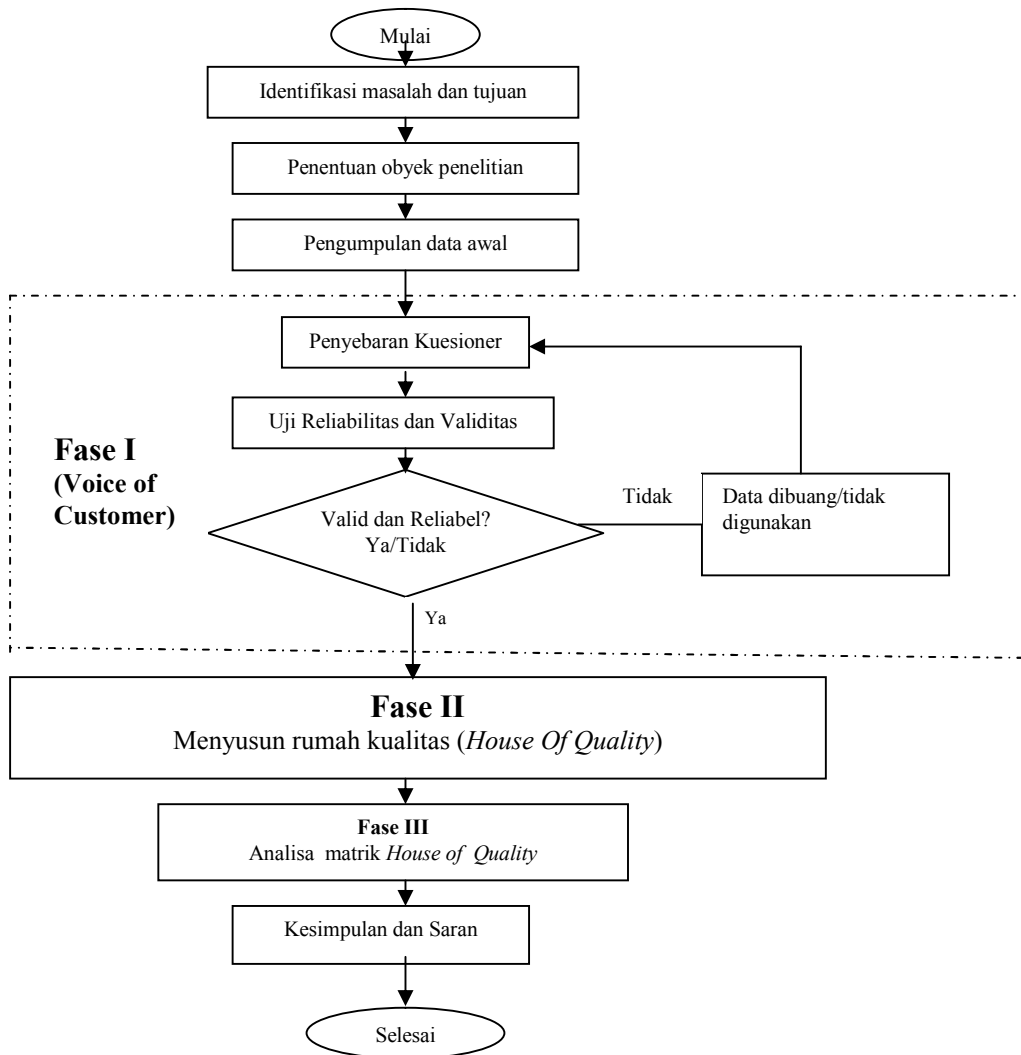 Mulai
Identifikasi masalah dan tujuan
Penentuan obyek penelitian
Pengumpulan data awal
Penyebaran Kuesioner
Uji Reliabilitas dan Validitas
Fase I
(Voice of
Customer)
Valid dan Reliabel?
Ya/Tidak
Tidak
Data dibuang/tidak
digunakan
Ya
Fase II
Menyusun rumah kualitas (House Of Quality)
Fase III
Analisa matrik House of Quality
Kesimpulan dan Saran
Selesai